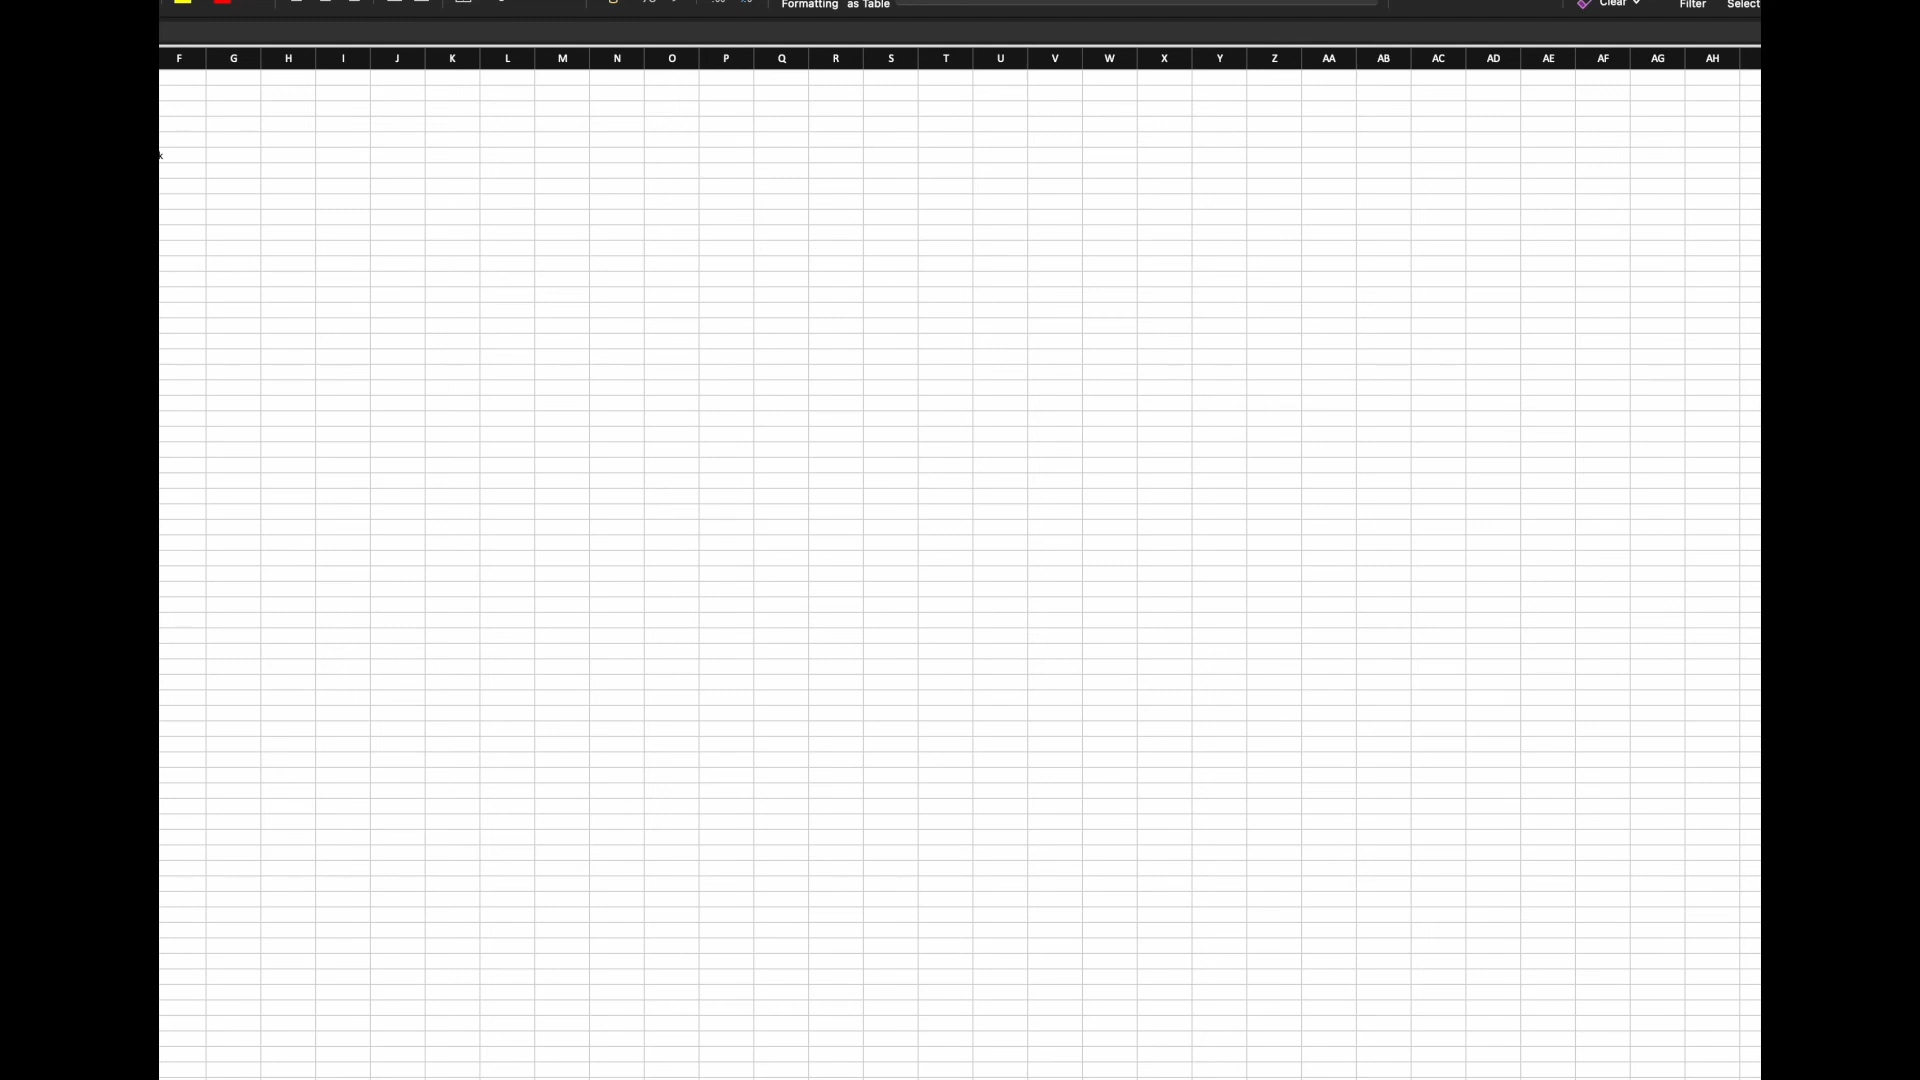 Formatting as Table Clear Filter Select
F G H I J K L M N O P Q R S T U V W X Y Z AA AB AC AD AE AF AG AH
k